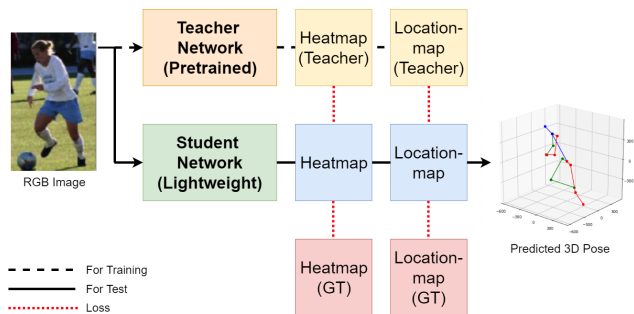 Teacher
Network
(Pretrained)
Heatmap
(Teacher)
Location-
map
(Teacher)
RGB Image
Student
Network
(Lightweight)
Heatmap
Location-
map
Predicted 3D Pose
Heatmap
(GT)
Location-
map
(GT)
For Training
For Test
Loss